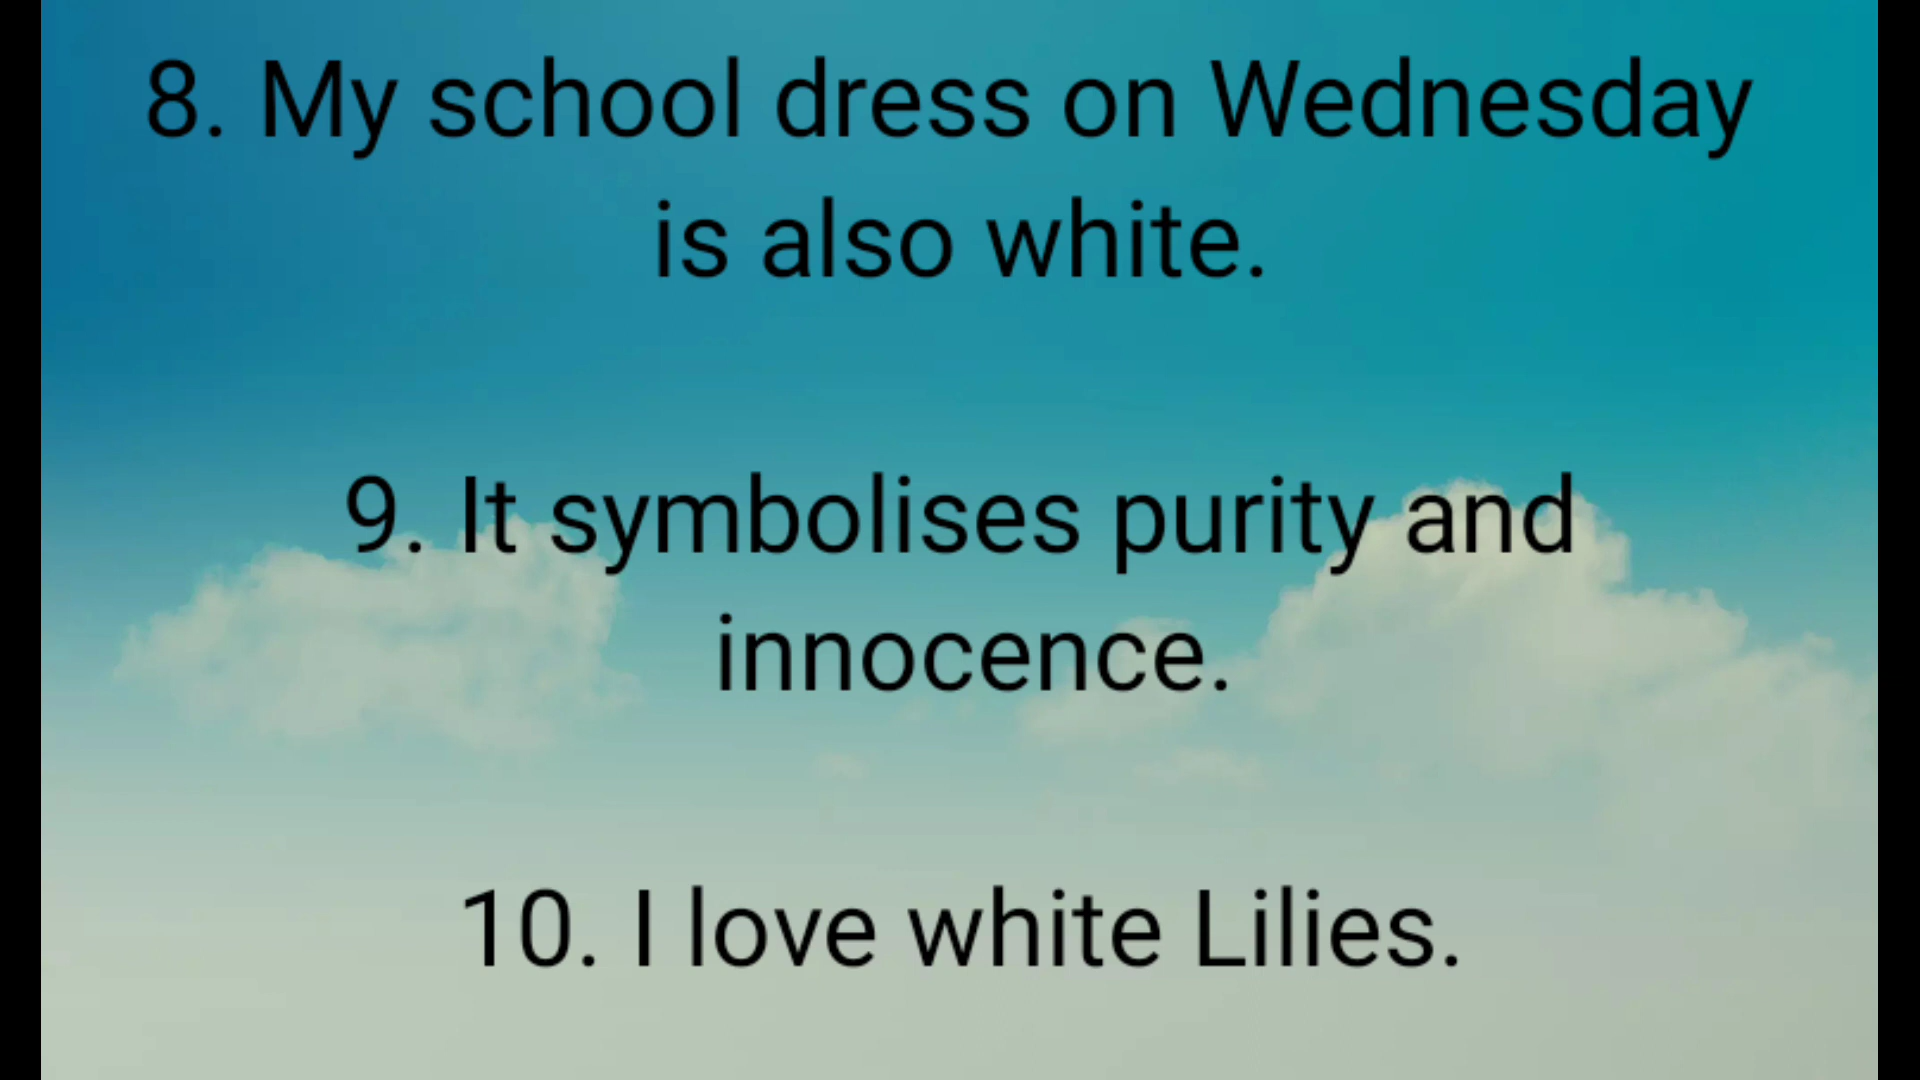 8. My school dress on Wednesday
is also white.
9. It symbolises purity and
innocence.
10. I love white Lilies.